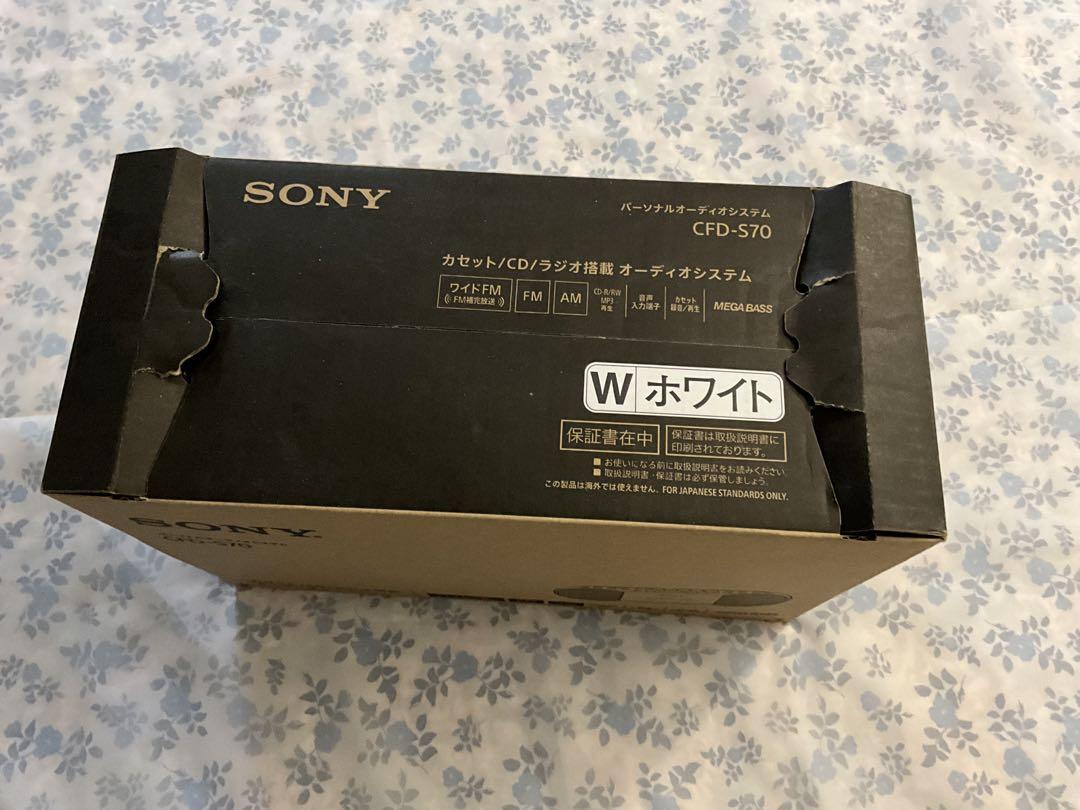 SONY
パーソナルオーディオシステム
CFD-S70
カセット/CD/ラジオ搭載 オーディオシステム
ワイドFM
FM補完放送
FM
AM
CD-R/RW
MP3
再生
音声
入力端子
カセット
録音/再生
MEGA BASS
W ホワイト
保証書在中
保証書は取扱説明書に
印刷されております。
■ お使いになる前に取扱説明書をお読みください
■ 取扱説明書・保証書は必ず保管しましょう。
この製品は海外では使えません。FOR JAPANESE STANDARDS ONLY.
SONY
CFD-S70